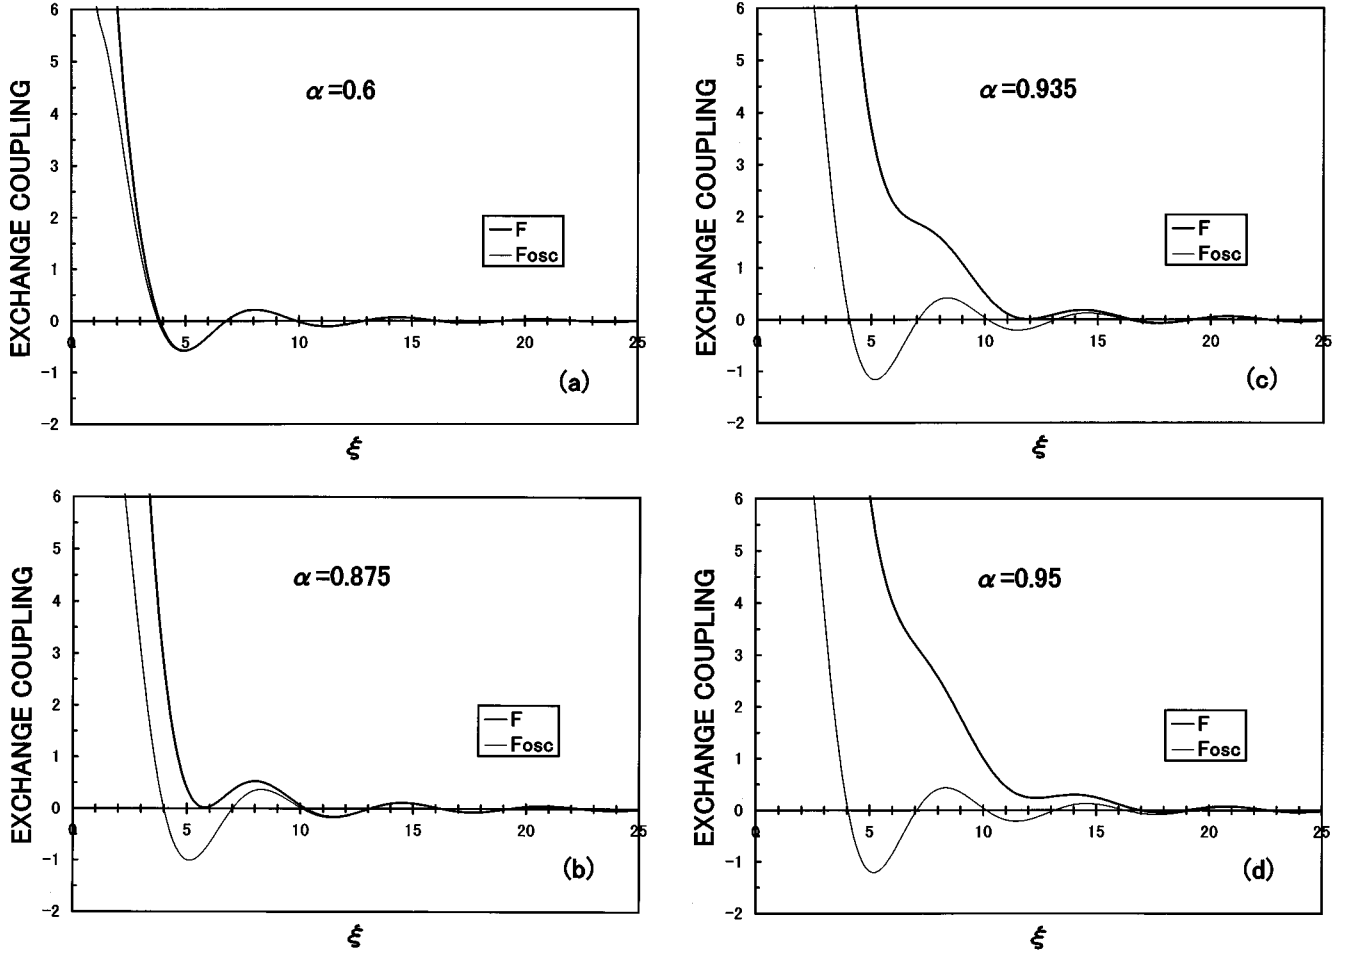 EXCHANGE COUPLING
6
5
4
3
2
1
0
-1
-2
0 5 10 15 20 25
α=0.6
F
Fosc
(a)
ξ
EXCHANGE COUPLING
6
5
4
3
2
1
0
-1
-2
0 5 10 15 20 25
α=0.935
F
Fosc
(c)
ξ
EXCHANGE COUPLING
6
5
4
3
2
1
0
-1
-2
0 5 10 15 20 25
α=0.875
F
Fosc
(b)
ξ
EXCHANGE COUPLING
6
5
4
3
2
1
0
-1
-2
0 5 10 15 20 25
α=0.95
F
Fosc
(d)
ξ